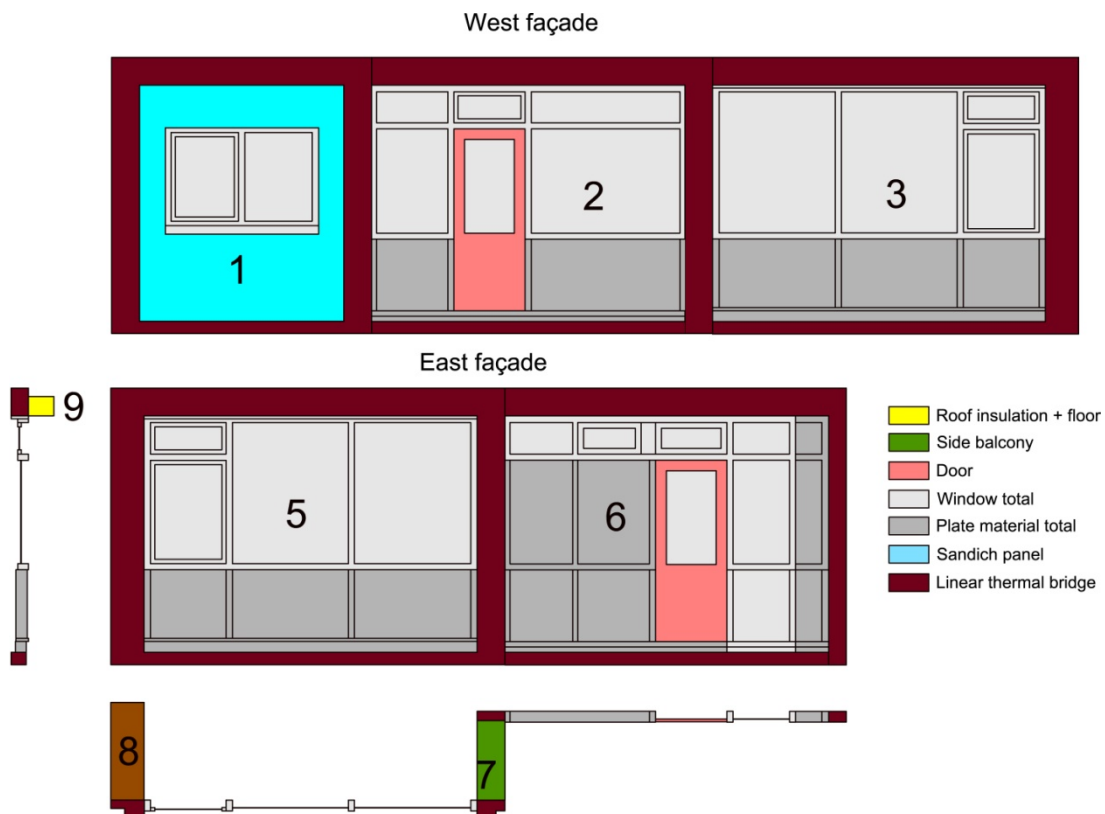 West façade
1
2
3
East façade
9
5
6
Roof insulation + floor
Side balcony
Door
Window total
Plate material total
Sandich panel
Linear thermal bridge
8
7